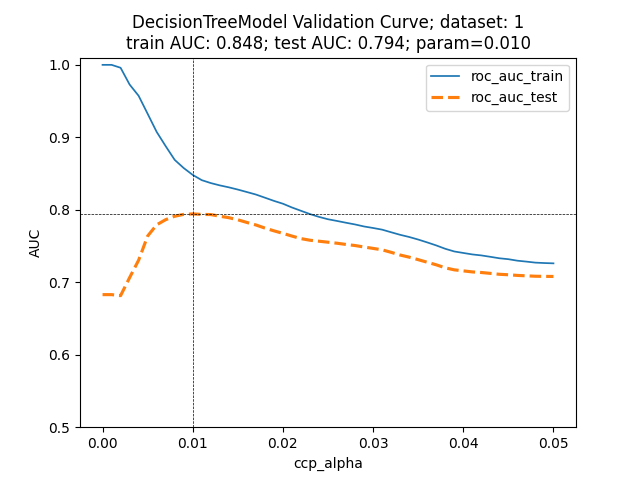 DecisionTreeModel Validation Curve; dataset: 1
train AUC: 0.848; test AUC: 0.794; param=0.010
roc_auc_train
roc_auc_test
1.0
0.9
0.8
0.7
0.6
0.5
AUC
0.00 0.01 0.02 0.03 0.04 0.05
ccp_alpha